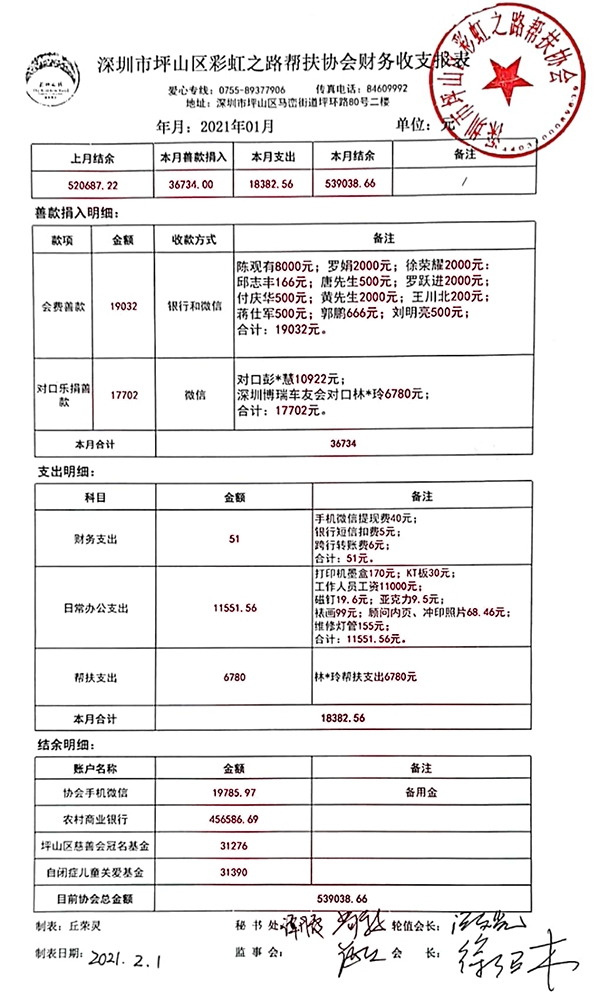 深圳市坪山区彩虹之路帮扶协会财务收支报表
爱心专线：0755-89377906 传真电话：84609992
地址：深圳市坪山区马峦街道坪环路80号二楼
年月：2021年01月 单位：元
深圳市坪山区彩虹之路帮扶协会
上月结余 本月善款捐入 本月支出 本月结余 备注
520687.22 36734.00 18382.56 539038.66 /
善款捐入明细：
款项 金额 收款方式 备注
会费善款 19032 银行和微信
陈观有8000元；罗娟2000元；徐荣耀2000元；
邱志丰166元；唐先生500元；罗跃进2000元；
付庆华500元；黄先生2000元；王川北200元；
蒋仕军500元；郭鹏666元；刘明亮500元；
合计：19032元。
对口乐捐善款 17702 微信
对口彭*慧10922元；
深圳博瑞车友会对口林*玲6780元；
合计：17702元。
本月合计 36734
支出明细：
科目 金额 备注
财务支出 51
手机微信提现费40元；
银行短信扣费5元；
跨行转账费6元；
合计：51元。
日常办公支出 11551.56
打印机墨盒170元；KT板30元；
工作人员工资11000元；
磁钉19.6元；亚克力9.5元；
裱画99元；顾问内页、冲印照片68.46元；
维修灯管155元；
合计：11551.56元。
帮扶支出 6780 林*玲帮扶支出6780元
本月合计 18382.56
结余明细：
账户名称 金额 备注
协会手机微信 19785.97 备用金
农村商业银行 456586.69
坪山区慈善会冠名基金 31276
自闭症儿童关爱基金 31390
目前协会总金额 539038.66
制表：丘荣灵 秘书处： 轮值会长：
制表日期：2021.2.1 监事会： 会长：